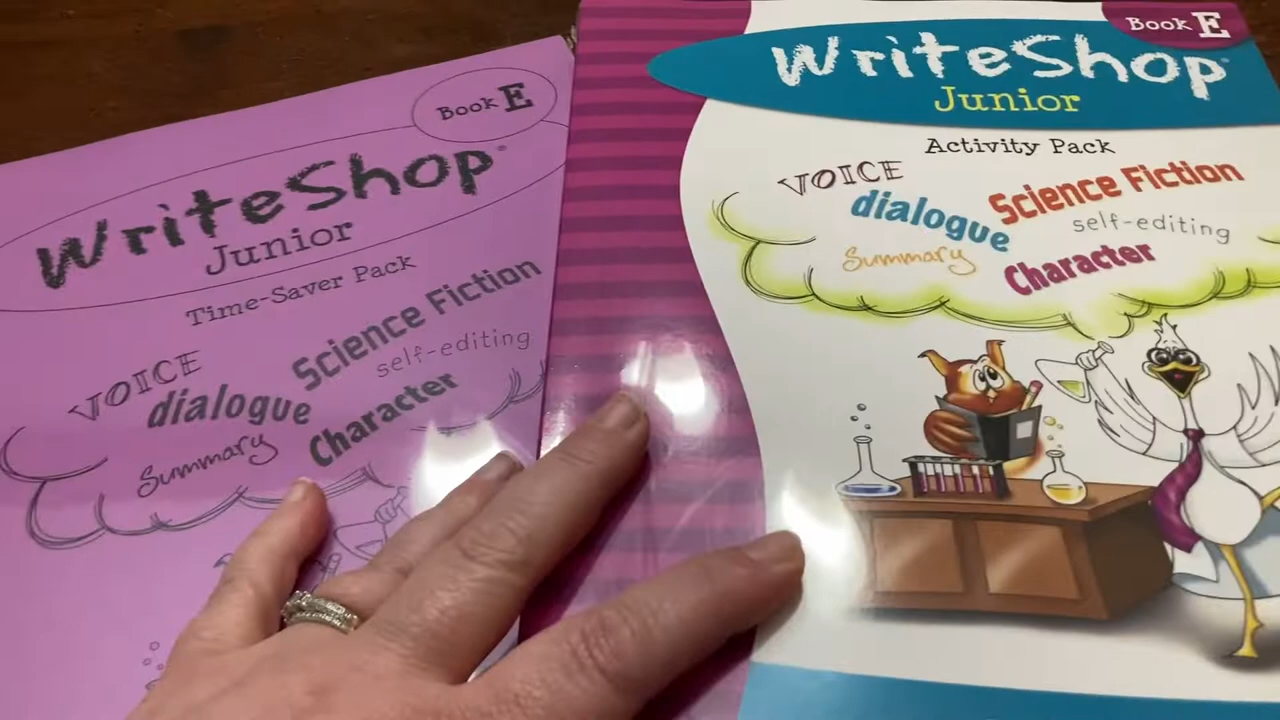 Book E
WriteShop®
Junior
Time-Saver Pack
VOICE
Science Fiction
dialogue
self-editing
Summary
Character
Book E
WriteShop®
Junior
Activity Pack
VOICE
Science Fiction
dialogue
self-editing
Summary
Character